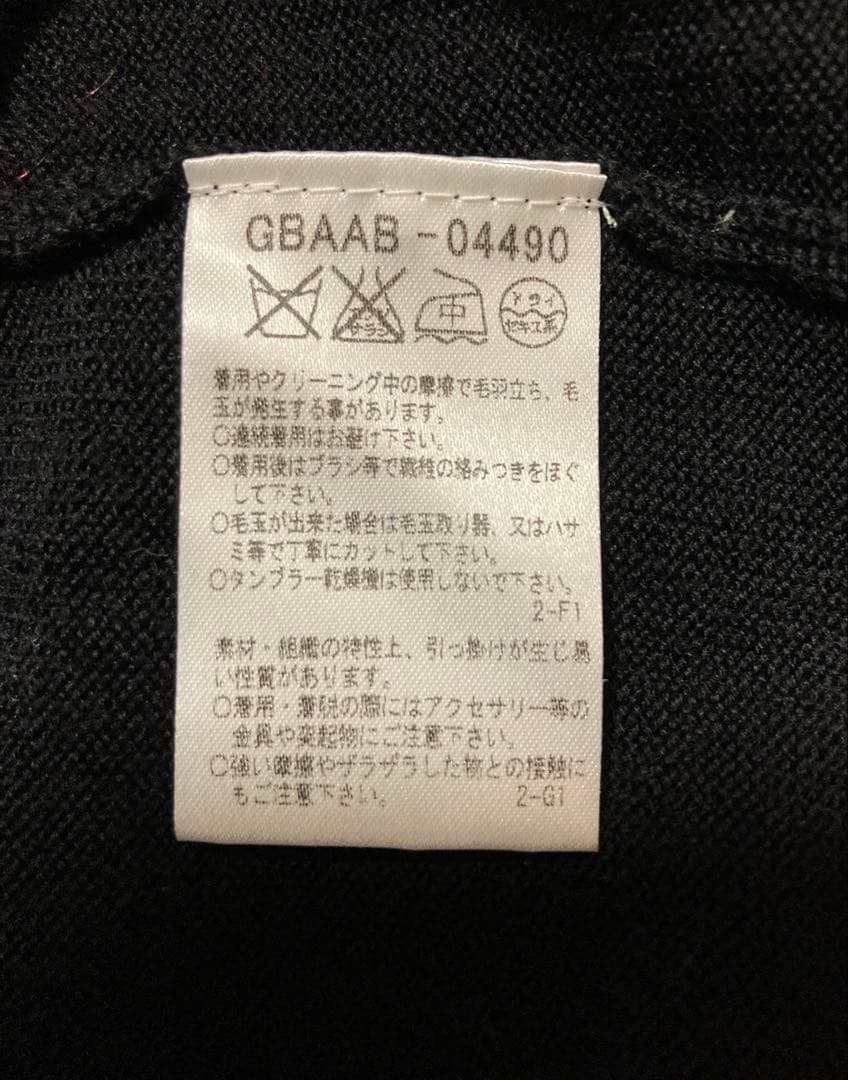 GBAAB-04490
エンソサラシ
中
ドライ
セキユ系
着用やクリーニング中の摩擦で毛羽立ち、毛
玉が発生する事があります。
○連続着用はお避け下さい。
○着用後はブラシ等で繊維の絡みつきをほぐ
して下さい。
○毛玉が出来た場合は毛玉取り器、又はハサ
ミ等で丁寧にカットして下さい。
○タンブラー乾燥機は使用しないで下さい。
2-F1
素材・組織の特性上、引っ掛けが生じ易
い性質があります。
○着用・着脱の際にはアクセサリー等の
金具や突起物にご注意下さい。
○強い摩擦やザラザラした物との接触に
もご注意下さい。 2-G1